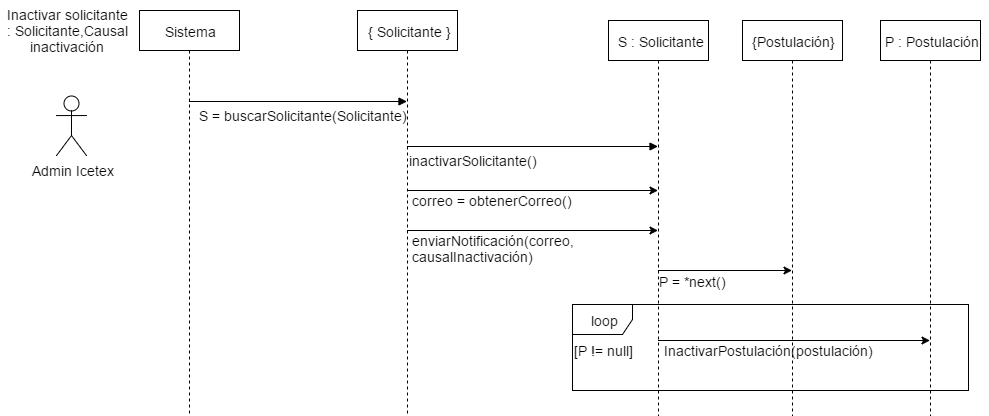 Inactivar solicitante
: Solicitante,Causal
inactivación
Sistema
{ Solicitante }
S : Solicitante
{Postulación}
P : Postulación
Admin Icetex
S = buscarSolicitante(Solicitante)
inactivarSolicitante()
correo = obtenerCorreo()
enviarNotificación(correo,
causalInactivación)
P = *next()
loop
[P != null]
InactivarPostulación(postulación)